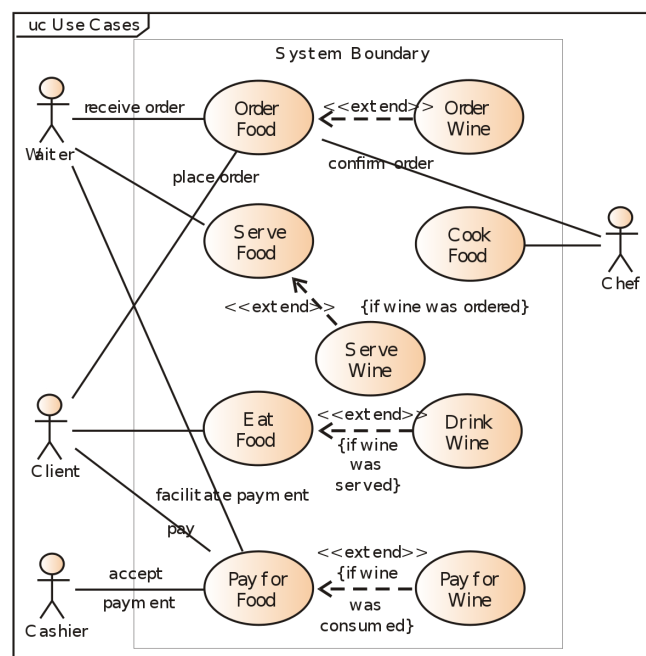 uc Use Cases
System Boundary
receive order
Order
Food
<<extend>>
Order
Wine
Waiter
place order
confirm order
Serve
Food
Cook
Food
Chef
<<extend>>
{if wine was ordered}
Serve
Wine
Client
Eat
Food
<<extend>>
{if wine
was
served}
Drink
Wine
facilitate payment
pay
accept
payment
Cashier
Pay for
Food
<<extend>>
{if wine
was
consumed}
Pay for
Wine